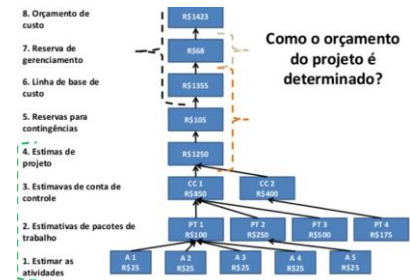 8. Orçamento de
custo
R$1423
7. Reserva de
gerenciamento
R$68
Como o orçamento
do projeto é
determinado?
6. Linha de base de
custo
R$1355
5. Reservas para
contingências
R$105
4. Estimas de
projeto
R$1250
3. Estimavas de conta de
controle
CC 1
R$850
CC 2
R$400
2. Estimativas de pacotes de
trabalho
PT 1
R$100
PT 2
R$250
PT 3
R$500
PT 4
R$175
1. Estimar as
atividades
A 1
R$25
A 2
R$25
A 3
R$25
A 4
R$25
A 5
R$25